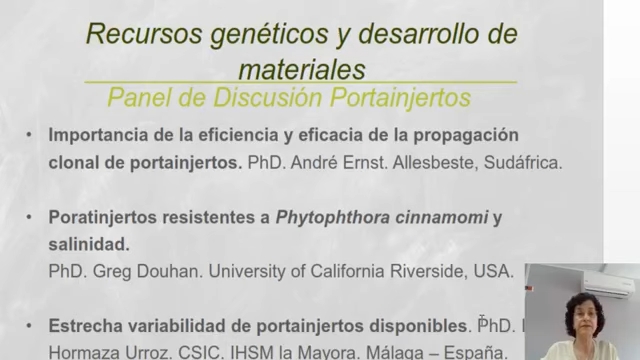 Recursos genéticos y desarrollo de
materiales
Panel de Discusión Portainjertos
• Importancia de la eficiencia y eficacia de la propagación
clonal de portainjertos. PhD. André Ernst. Allesbeste, Sudáfrica.
• Poratinjertos resistentes a Phytophthora cinnamomi y
salinidad.
PhD. Greg Douhan. University of California Riverside, USA.
• Estrecha variabilidad de portainjertos disponibles. PhD.
Hormaza Urroz. CSIC. IHSM la Mayora. Málaga – España.